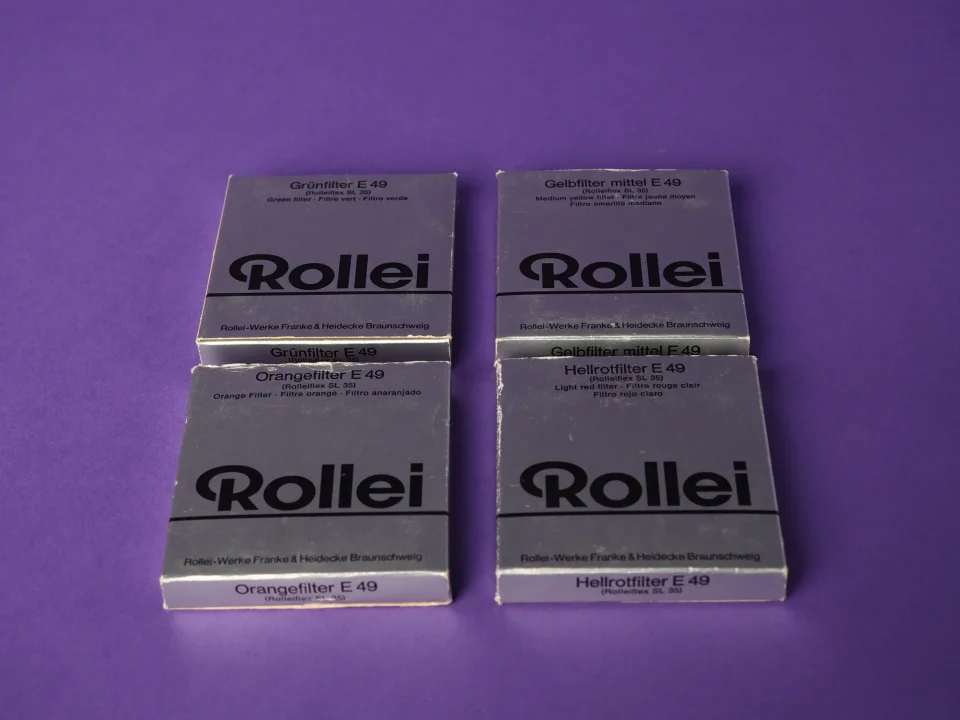 Grünfilter E 49
(Rolleiflex SL 35)
Green filter · Filtre vert · Filtro verde
Rollei
Rollei-Werke Franke & Heidecke Braunschweig
Grünfilter E 49
Gelbfilter mittel E 49
(Rolleiflex SL 35)
Medium yellow filter · Filtre jaune moyen
Filtro amarillo mediano
Rollei
Rollei-Werke Franke & Heidecke Braunschweig
Gelbfilter mittel E 49
Orangefilter E 49
(Rolleiflex SL 35)
Orange Filter · Filtre orangé · Filtro anaranjado
Rollei
Rollei-Werke Franke & Heidecke Braunschweig
Orangefilter E 49
(Rolleiflex SL 35)
Hellrotfilter E 49
(Rolleiflex SL 35)
Light red filter · Filtre rouge clair
Filtro rojo claro
Rollei
Rollei-Werke Franke & Heidecke Braunschweig
Hellrotfilter E 49
(Rolleiflex SL 35)